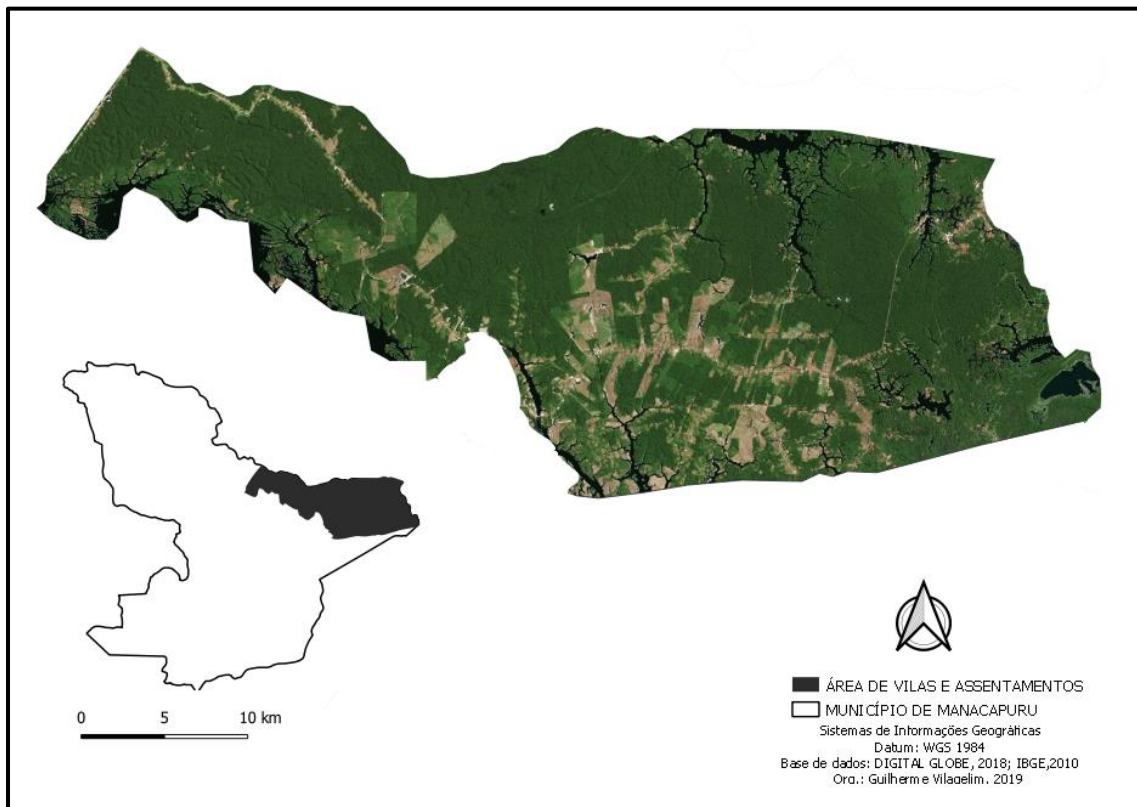 0 5 10 km
ÁREA DE VILAS E ASSENTAMENTOS
MUNICÍPIO DE MANACAPURU
Sistemas de Informações Geográficas
Datum: WGS 1984
Base de dados: DIGITAL GLOBE, 2018; IBGE,2010
Org.: Guilherme Vilagelim. 2019